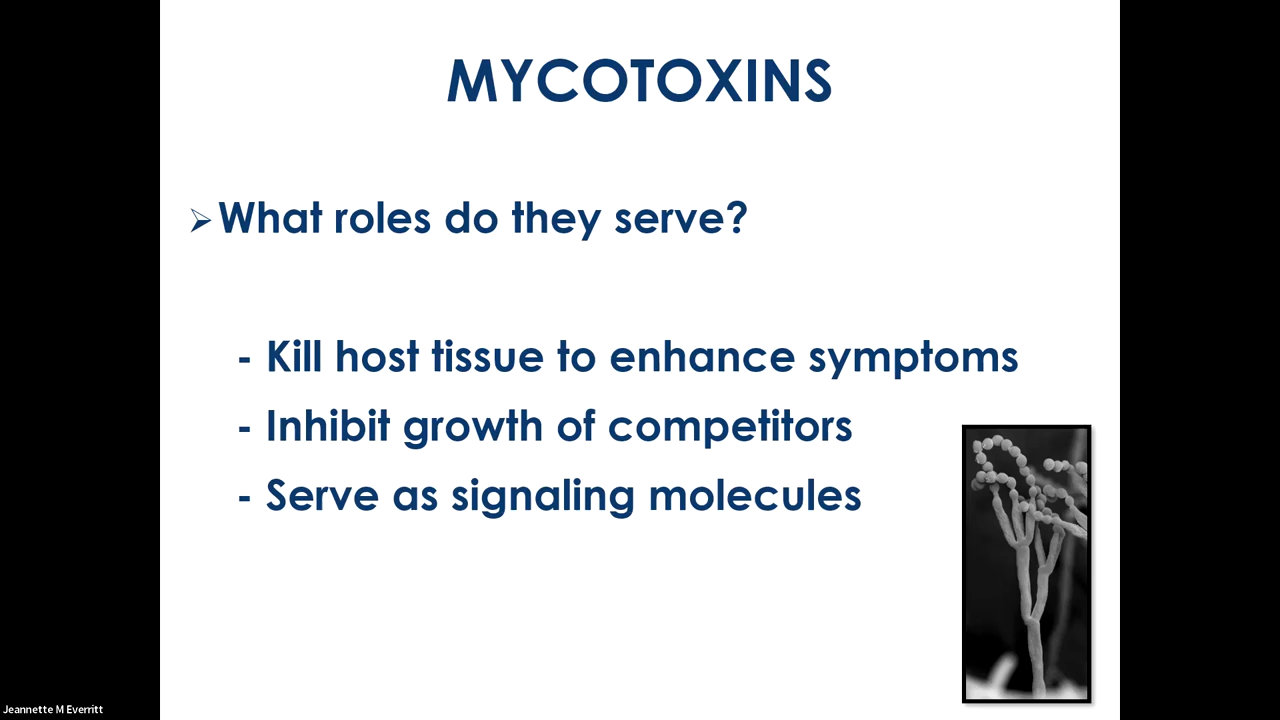 MYCOTOXINS
➢What roles do they serve?
- Kill host tissue to enhance symptoms
- Inhibit growth of competitors
- Serve as signaling molecules
Jeannette M Everritt